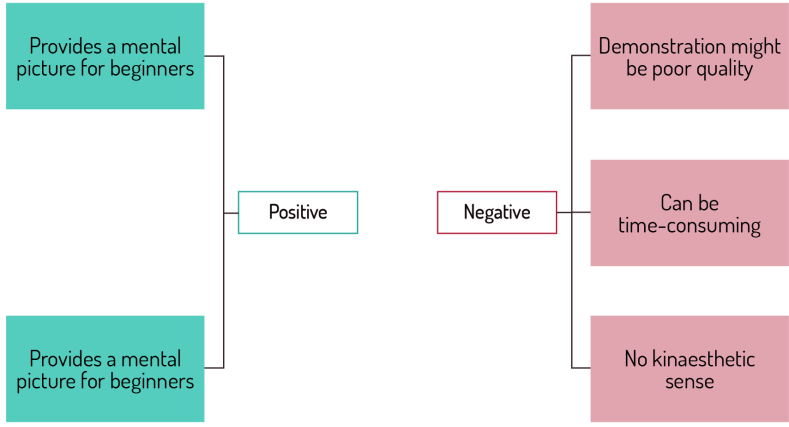 Provides a mental
picture for beginners
Provides a mental
picture for beginners
Positive
Negative
Demonstration might
be poor quality
Can be
time-consuming
No kinaesthetic
sense